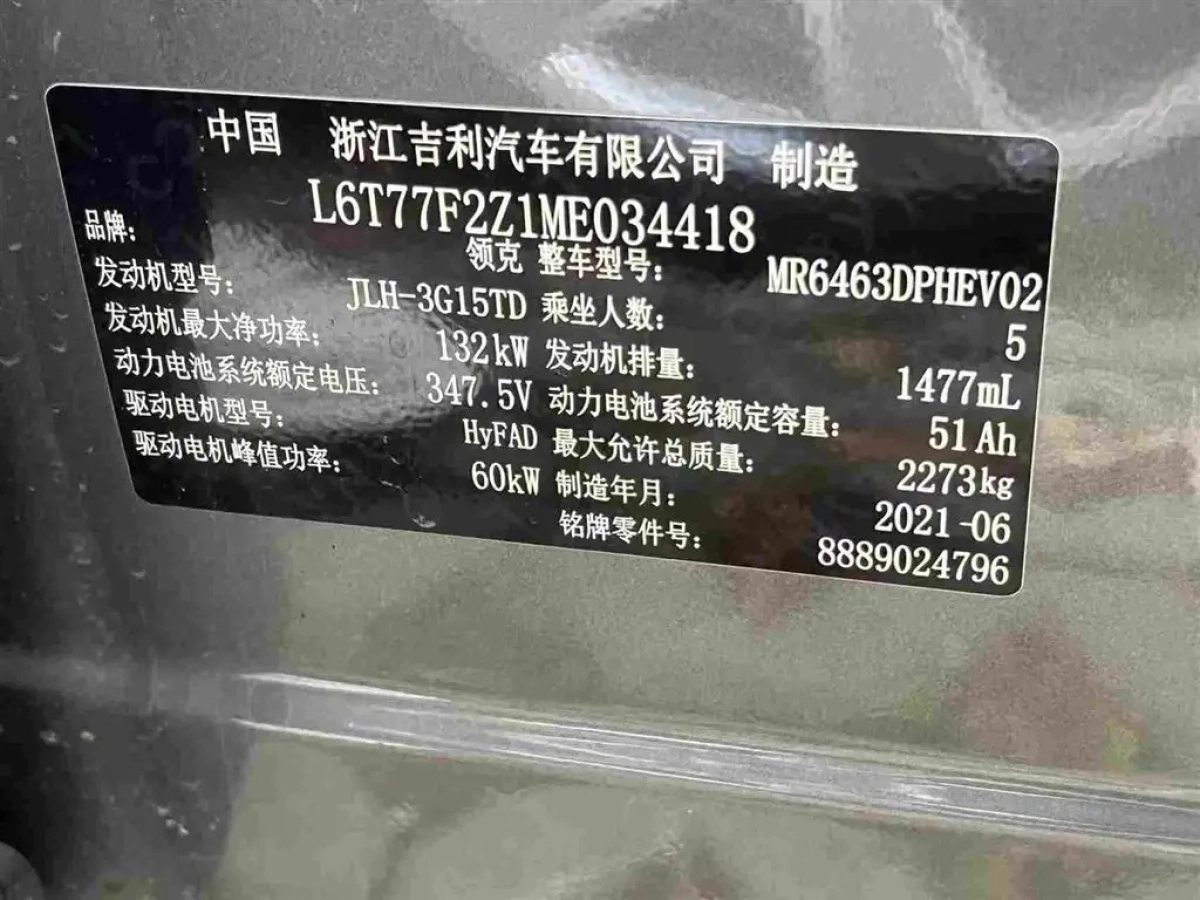 中国 浙江吉利汽车有限公司 制造
L6T77F2Z1ME034418
品牌: 领克 整车型号: MR6463DPHEV02
发动机型号: JLH-3G15TD 乘坐人数: 5
发动机最大净功率: 132kW 发动机排量: 1477mL
动力电池系统额定电压: 347.5V 动力电池系统额定容量: 51Ah
驱动电机型号: HyFAD 最大允许总质量: 2273kg
驱动电机峰值功率: 60kW 制造年月: 2021-06
铭牌零件号: 8889024796